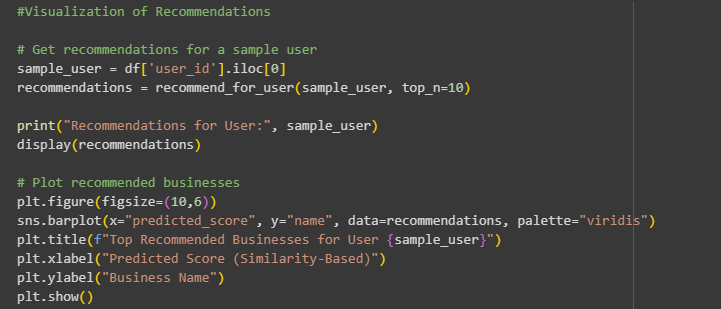 #Visualization of Recommendations
# Get recommendations for a sample user
sample_user = df['user_id'].iloc[0]
recommendations = recommend_for_user(sample_user, top_n=10)
print("Recommendations for User:", sample_user)
display(recommendations)
# Plot recommended businesses
plt.figure(figsize=(10,6))
sns.barplot(x="predicted_score", y="name", data=recommendations, palette="viridis")
plt.title(f"Top Recommended Businesses for User {sample_user}")
plt.xlabel("Predicted Score (Similarity-Based)")
plt.ylabel("Business Name")
plt.show()